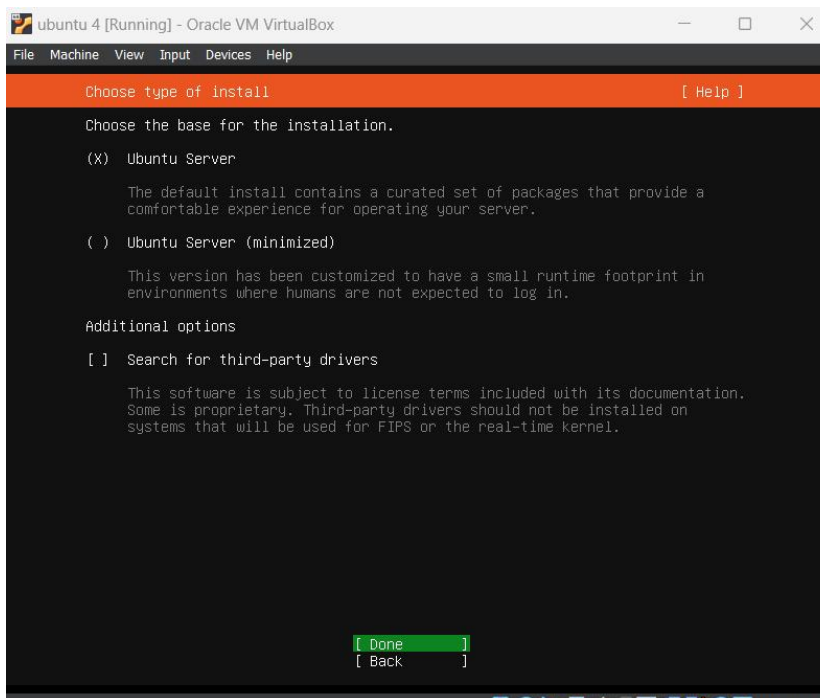 ubuntu 4 [Running] - Oracle VM VirtualBox
File Machine View Input Devices Help
Choose type of install [ Help ]
Choose the base for the installation.
(X) Ubuntu Server
The default install contains a curated set of packages that provide a
comfortable experience for operating your server.
( ) Ubuntu Server (minimized)
This version has been customized to have a small runtime footprint in
environments where humans are not expected to log in.
Additional options
[ ] Search for third-party drivers
This software is subject to license terms included with its documentation.
Some is proprietary. Third-party drivers should not be installed on
systems that will be used for FIPS or the real-time kernel.
[ Done ]
[ Back ]